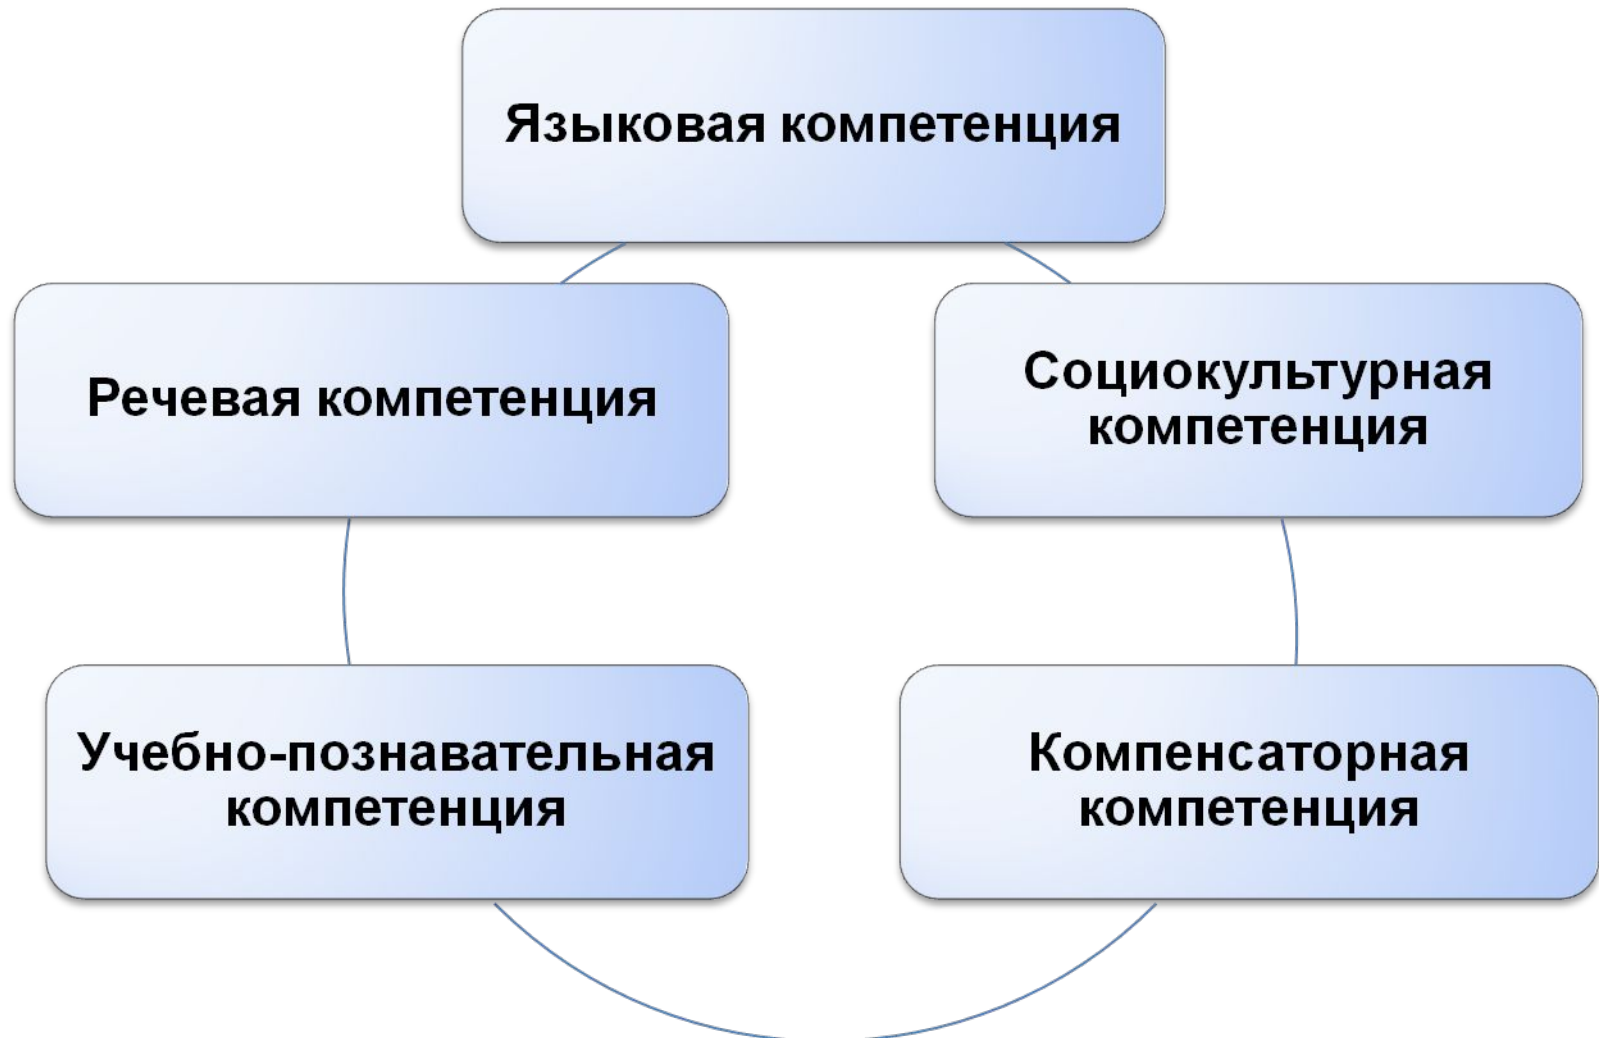 Языковая компетенция
Речевая компетенция
Социокультурная
компетенция
Учебно-познавательная
компетенция
Компенсаторная
компетенция